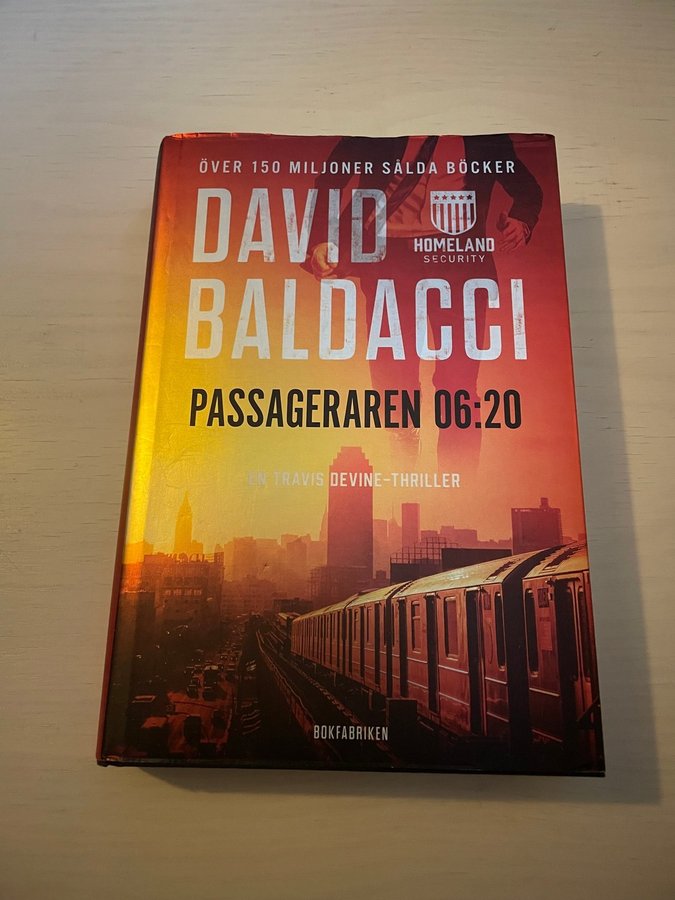 ÖVER 150 MILJONER SÅLDA BÖCKER
DAVID
HOMELAND
SECURITY
BALDACCI
PASSAGERAREN 06:20
EN TRAVIS DEVINE-THRILLER
BOKFABRIKEN